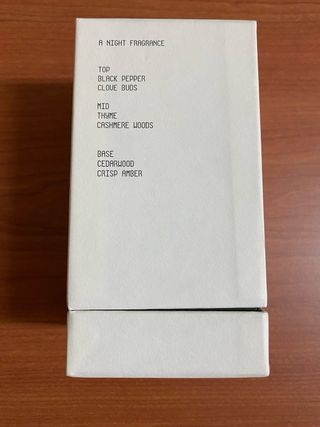 A NIGHT FRAGRANCE
TOP
BLACK PEPPER
CLOVE BUDS
MID
THYME
CASHMERE WOODS
BASE
CEDARWOOD
CRISP AMBER